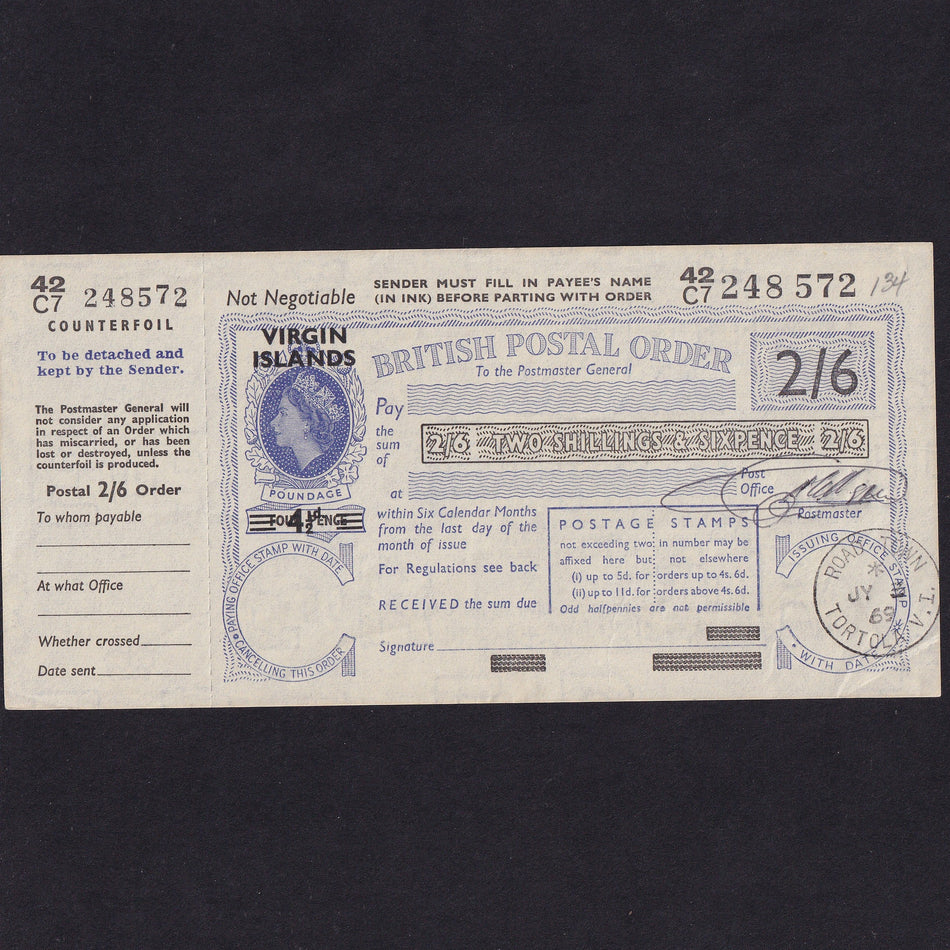 42
C7 248572
COUNTERFOIL
To be detached and
kept by the Sender.
The Postmaster General will
not consider any application
in respect of an Order which
has miscarried, or has been
lost or destroyed, unless the
counterfoil is produced.
Postal 2/6 Order
To whom payable
At what Office
Whether crossed
Date sent
Not Negotiable
SENDER MUST FILL IN PAYEE'S NAME
(IN INK) BEFORE PARTING WITH ORDER
42
C7 248572 134
VIRGIN
ISLANDS
BRITISH POSTAL ORDER
To the Postmaster General
2/6
Pay
the
sum
of
2/6 TWO SHILLINGS & SIXPENCE 2/6
at
Post
Office
Postmaster
POUNDAGE
FOURPENCE
4½d.
within Six Calendar Months
from the last day of the
month of issue
For Regulations see back
RECEIVED the sum due
Signature
POSTAGE STAMPS
not exceeding two in number may be
affixed here but not elsewhere
(i) up to 5d. for orders up to 4s. 6d.
(ii) up to 11d. for orders above 4s. 6d.
Odd halfpennies are not permissible
PAYING OFFICE STAMP WITH DATE
CANCELLING THIS ORDER
ISSUING OFFICE STAMP
WITH DATE
ROAD TOWN
JY
69
TORTOLA V.I.